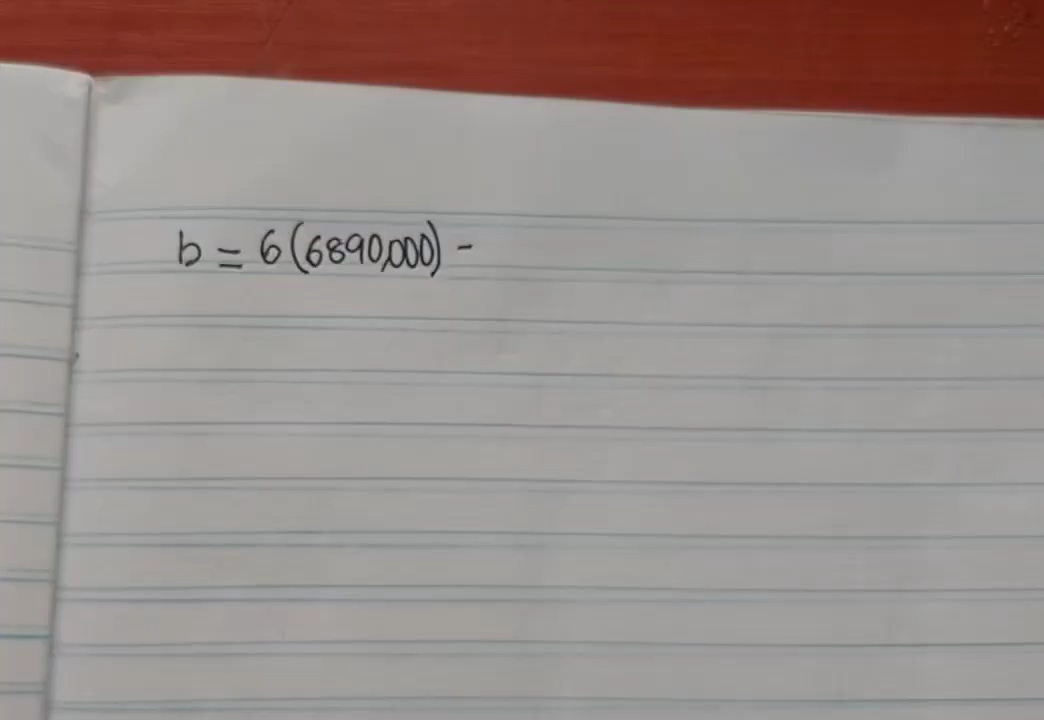 b = 6(6890,000) -